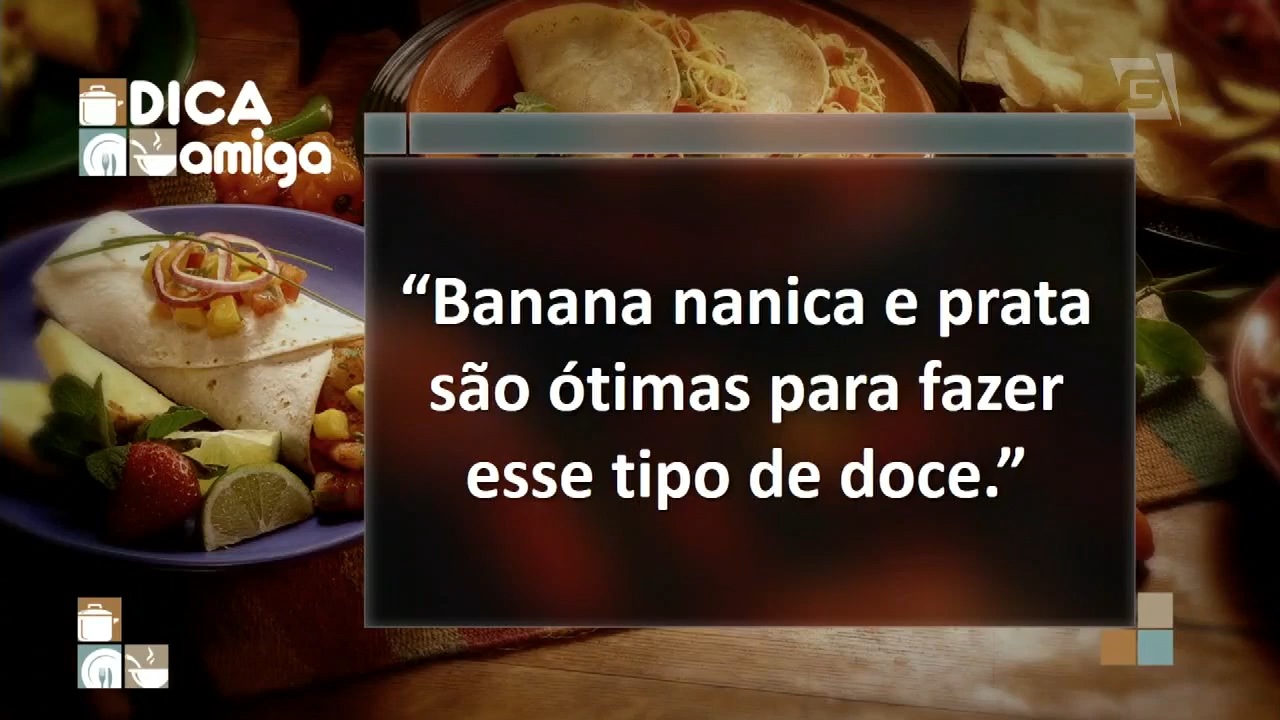 DICA
amiga
“Banana nanica e prata
são ótimas para fazer
esse tipo de doce.”